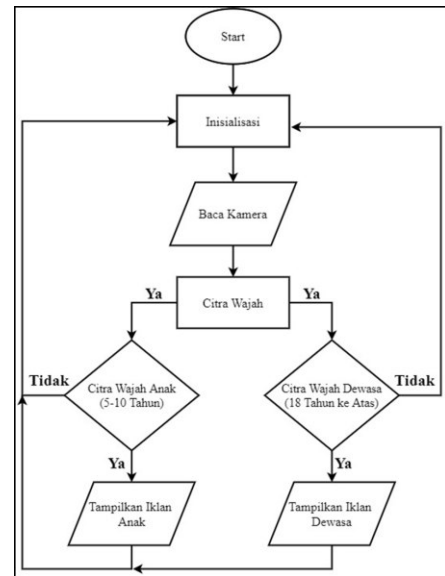 Start
Inisialisasi
Baca Kamera
Citra Wajah
Ya
Ya
Citra Wajah Anak
(5-10 Tahun)
Tidak
Citra Wajah Dewasa
(18 Tahun ke Atas)
Tidak
Ya
Ya
Tampilkan Iklan
Anak
Tampilkan Iklan
Dewasa